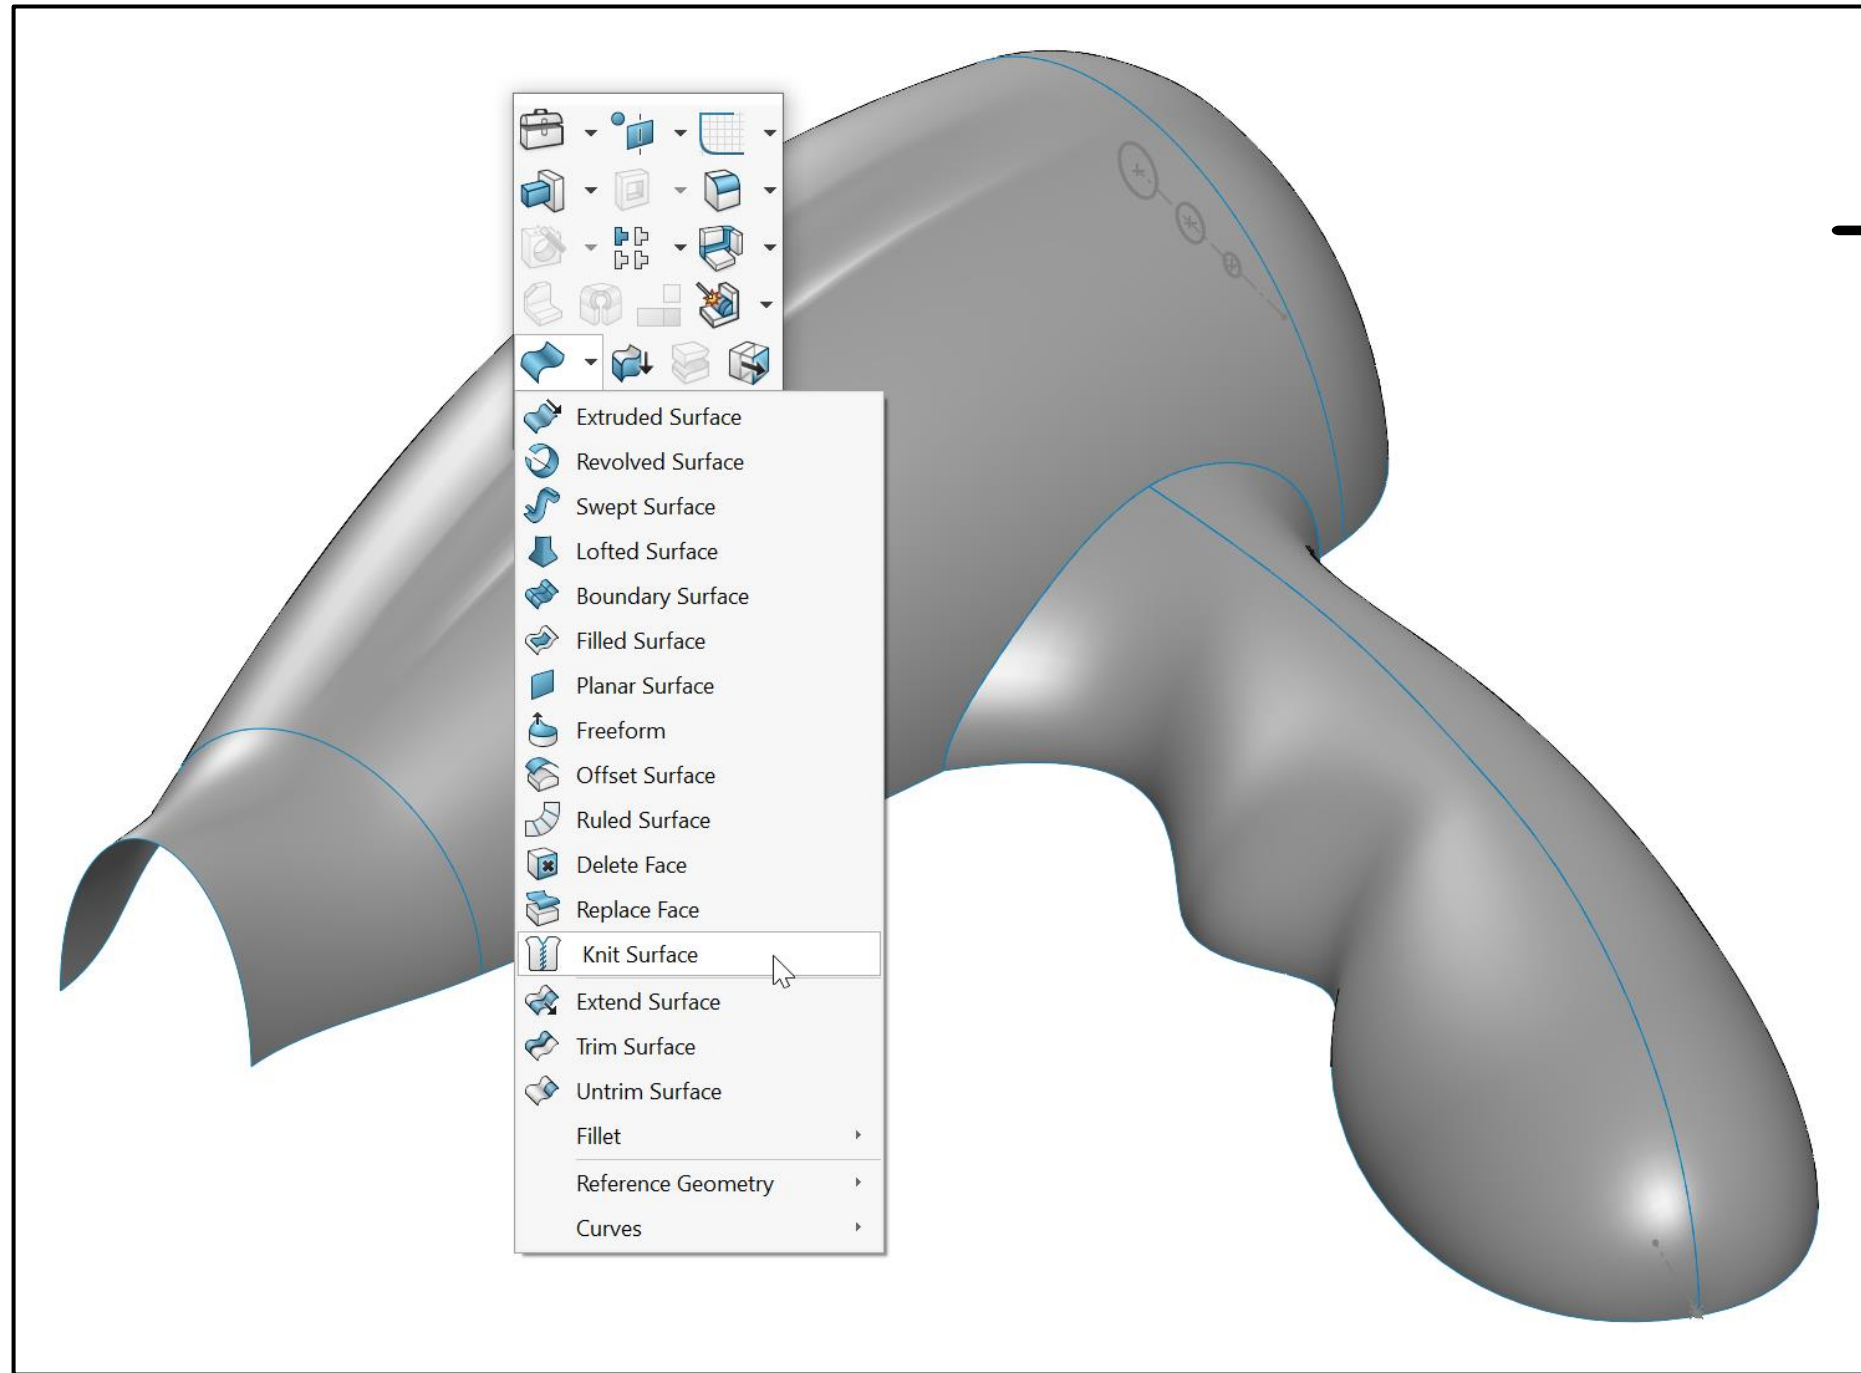 Extruded Surface
Revolved Surface
Swept Surface
Lofted Surface
Boundary Surface
Filled Surface
Planar Surface
Freeform
Offset Surface
Ruled Surface
Delete Face
Replace Face
Knit Surface
Extend Surface
Trim Surface
Untrim Surface
Fillet
Reference Geometry
Curves